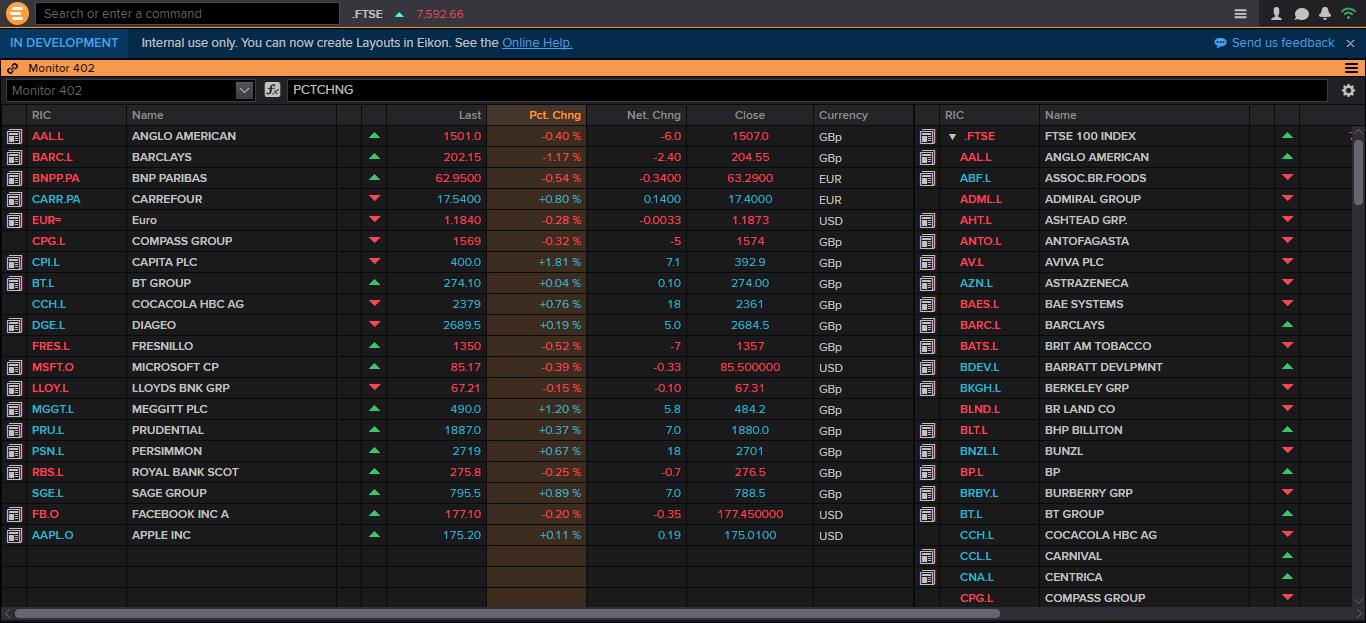 Search or enter a command .FTSE 7,592.66
IN DEVELOPMENT Internal use only. You can now create Layouts in Eikon. See the Online Help. Send us feedback
Monitor 402
Monitor 402 fx PCTCHNG
RIC Name Last Pct. Chng Net. Chng Close Currency RIC Name
AAL.L ANGLO AMERICAN 1501.0 -0.40 % -6.0 1507.0 GBp .FTSE FTSE 100 INDEX
BARC.L BARCLAYS 202.15 -1.17 % -2.40 204.55 GBp AAL.L ANGLO AMERICAN
BNPP.PA BNP PARIBAS 62.9500 -0.54 % -0.3400 63.2900 EUR ABF.L ASSOC.BR.FOODS
CARR.PA CARREFOUR 17.5400 +0.80 % 0.1400 17.4000 EUR ADML.L ADMIRAL GROUP
EUR= Euro 1.1840 -0.28 % -0.0033 1.1873 USD AHT.L ASHTEAD GRP.
CPG.L COMPASS GROUP 1569 -0.32 % -5 1574 GBp ANTO.L ANTOFAGASTA
CPI.L CAPITA PLC 400.0 +1.81 % 7.1 392.9 GBp AV.L AVIVA PLC
BT.L BT GROUP 274.10 +0.04 % 0.10 274.00 GBp AZN.L ASTRAZENECA
CCH.L COCACOLA HBC AG 2379 +0.76 % 18 2361 GBp BAES.L BAE SYSTEMS
DGE.L DIAGEO 2689.5 +0.19 % 5.0 2684.5 GBp BARC.L BARCLAYS
FRES.L FRESNILLO 1350 -0.52 % -7 1357 GBp BATS.L BRIT AM TOBACCO
MSFT.O MICROSOFT CP 85.17 -0.39 % -0.33 85.500000 USD BDEV.L BARRATT DEVLPMNT
LLOY.L LLOYDS BNK GRP 67.21 -0.15 % -0.10 67.31 GBp BKGH.L BERKELEY GRP
MGGT.L MEGGITT PLC 490.0 +1.20 % 5.8 484.2 GBp BLND.L BR LAND CO
PRU.L PRUDENTIAL 1887.0 +0.37 % 7.0 1880.0 GBp BLT.L BHP BILLITON
PSN.L PERSIMMON 2719 +0.67 % 18 2701 GBp BNZL.L BUNZL
RBS.L ROYAL BANK SCOT 275.8 -0.25 % -0.7 276.5 GBp BP.L BP
SGE.L SAGE GROUP 795.5 +0.89 % 7.0 788.5 GBp BRBY.L BURBERRY GRP
FB.O FACEBOOK INC A 177.10 -0.20 % -0.35 177.450000 USD BT.L BT GROUP
AAPL.O APPLE INC 175.20 +0.11 % 0.19 175.0100 USD CCH.L COCACOLA HBC AG
CCL.L CARNIVAL
CNA.L CENTRICA
CPG.L COMPASS GROUP